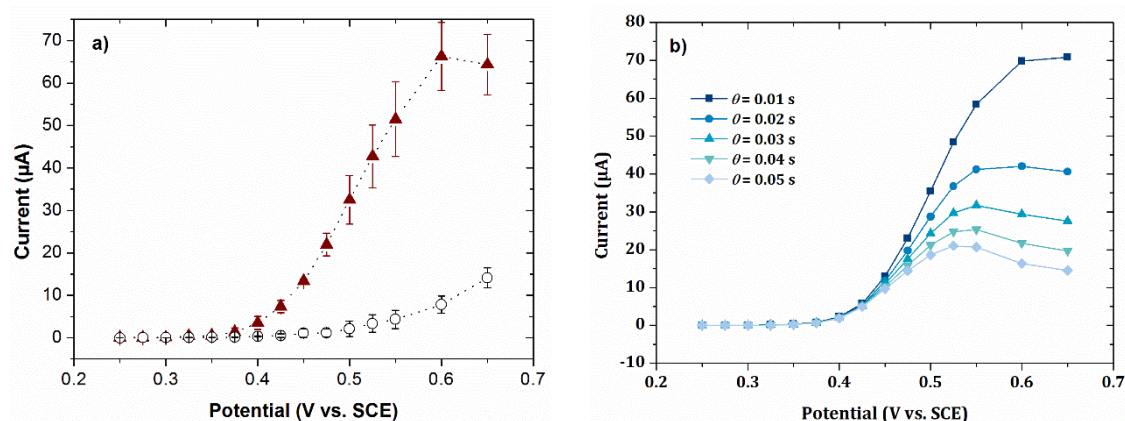 a)
Current (µA)
70
60
50
40
30
20
10
0
0.2 0.3 0.4 0.5 0.6 0.7
Potential (V vs. SCE)
b)
Current (µA)
80
70
60
50
40
30
20
10
0
-10
θ = 0.01 s
θ = 0.02 s
θ = 0.03 s
θ = 0.04 s
θ = 0.05 s
0.2 0.3 0.4 0.5 0.6 0.7
Potential (V vs. SCE)